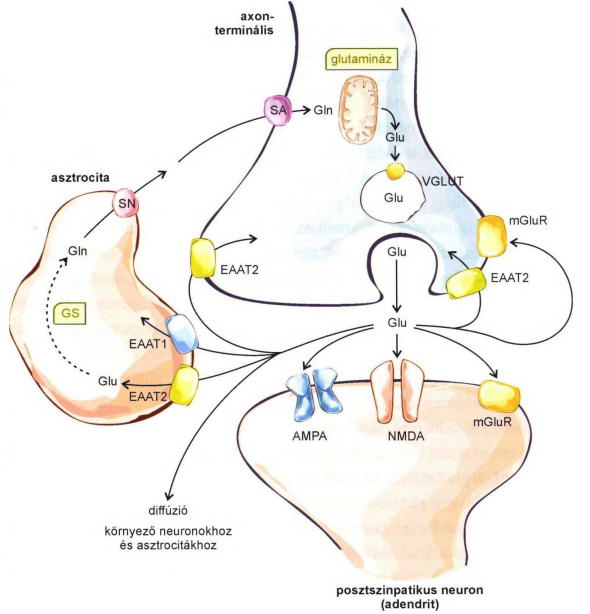 axon-
terminális
glutamináz
SA
Gln
Glu
VGLUT
Glu
asztrocita
SN
mGluR
Gln
Glu
EAAT2
EAAT2
GS
Glu
EAAT1
Glu
EAAT2
AMPA
NMDA
mGluR
diffúzió
környező neuronokhoz
és asztrocitákhoz
posztszinpatikus neuron
(adendrit)